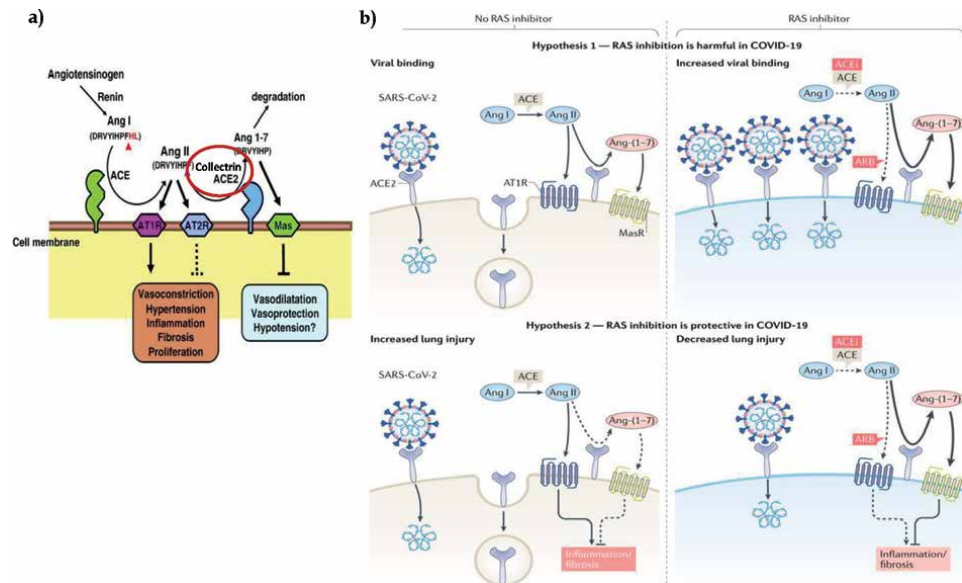 a)
Angiotensinogen
Renin
Ang I
(DRVYIHPFHL)
ACE
Ang II
(DRVYIHPF)
degradation
Ang 1-7
(DRVYIHP)
Collectrin
ACE2
AT1R
AT2R
Mas
Cell membrane
Vasoconstriction
Hypertension
Inflammation
Fibrosis
Proliferation
Vasodilatation
Vasoprotection
Hypotension?
b)
No RAS inhibitor
RAS inhibitor
Hypothesis 1 — RAS inhibition is harmful in COVID-19
Viral binding
SARS-CoV-2
ACE2
ACE
Ang I
Ang II
Ang-(1–7)
AT1R
MasR
Increased viral binding
ACEi
ACE
Ang I
Ang II
Ang-(1–7)
ARB
Hypothesis 2 — RAS inhibition is protective in COVID-19
Increased lung injury
SARS-CoV-2
ACE
Ang I
Ang II
Ang-(1–7)
Inflammation/
fibrosis
Decreased lung injury
ACEi
ACE
Ang I
Ang II
Ang-(1–7)
ARB
Inflammation/
fibrosis